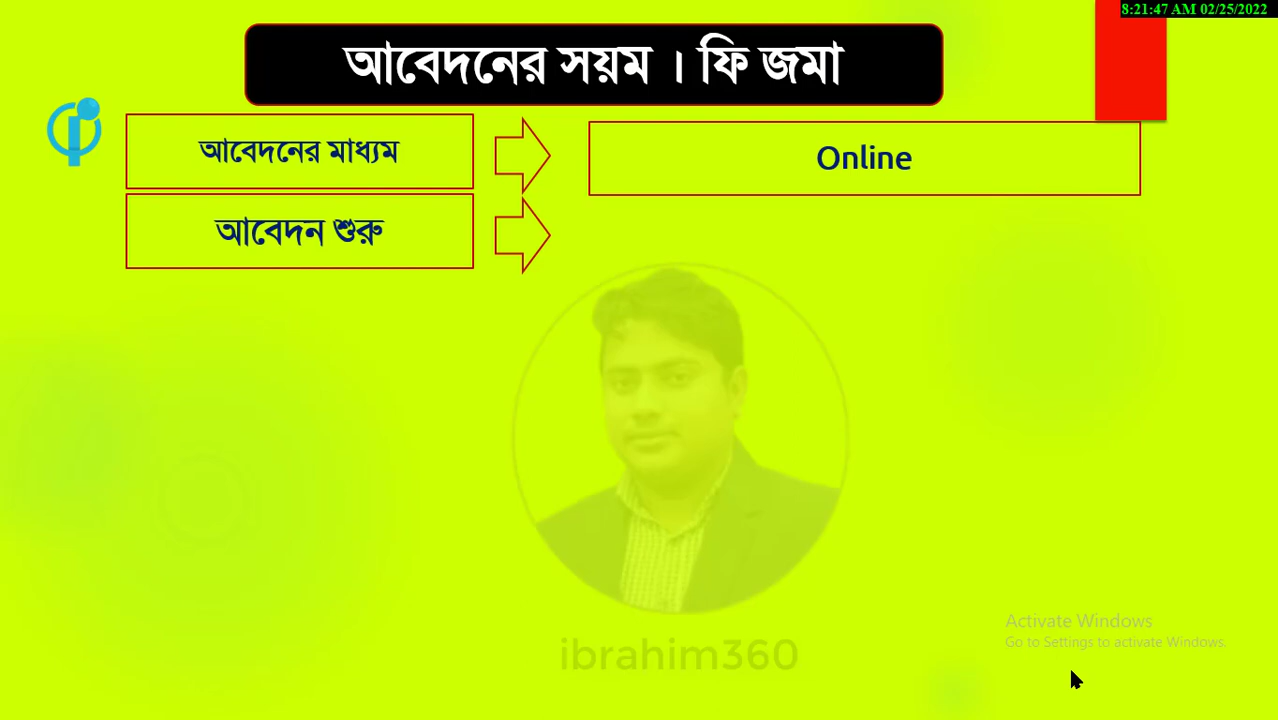 8:21:47 AM 02/25/2022
আবেদনের সয়ম । ফি জমা
আবেদনের মাধ্যম
Online
আবেদন শুরু
ibrahim360
Activate Windows
Go to Settings to activate Windows.